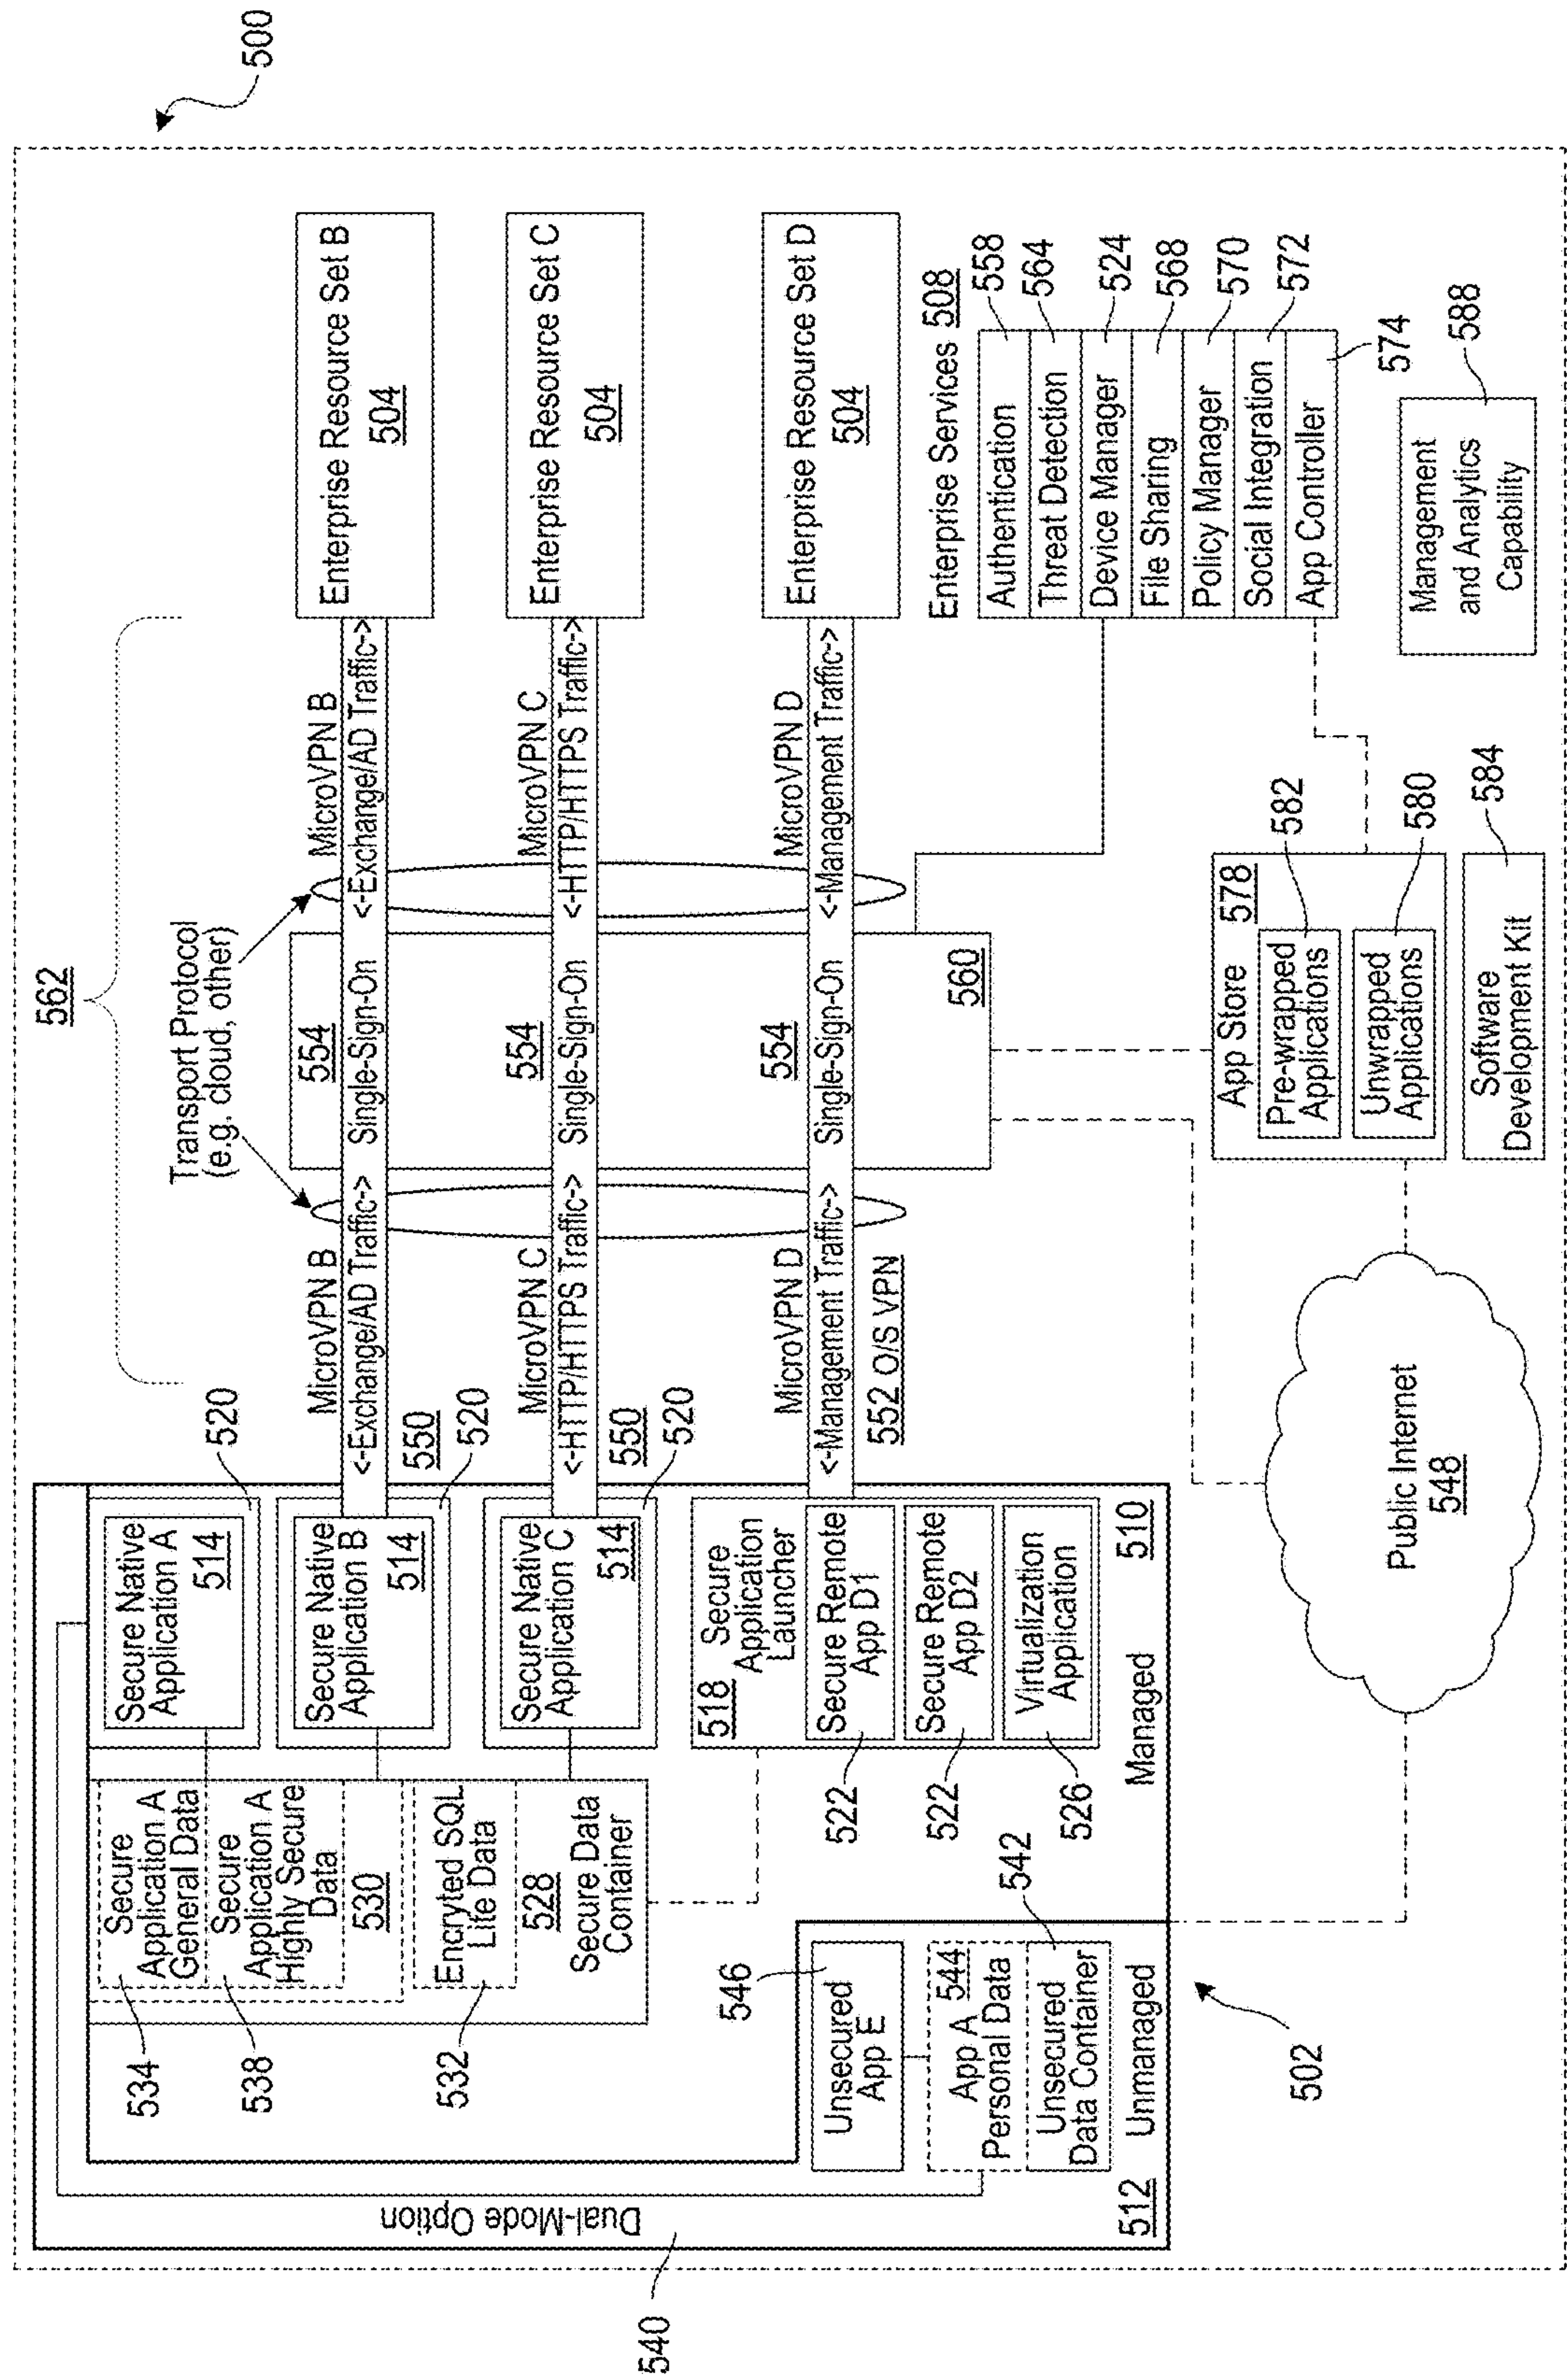 500
562
Transport Protocol
(e.g. cloud, other)
540
Dual-Mode Option
534
538
532
Secure
Application A
General Data
Secure
Application A
Highly Secure
Data
530
Encryted SQL
Life Data
528
Secure Data
Container
Secure Native
Application A
514
520
Secure Native
Application B
514
550
520
Secure Native
Application C
514
550
520
518
Secure
Application
Launcher
522
Secure Remote
App D1
522
Secure Remote
App D2
526
Virtualization
Application
Managed
510
546
Unsecured
App E
App A
544
Personal Data
542
Unsecured
Data Container
512
Unmanaged
502
MicroVPN B
<-Exchange/AD Traffic->
554
Single-Sign-On
MicroVPN B
<-Exchange/AD Traffic->
Enterprise Resource Set B
504
MicroVPN C
<-HTTP/HTTPS Traffic->
554
Single-Sign-On
MicroVPN C
<-HTTP/HTTPS Traffic->
Enterprise Resource Set C
504
MicroVPN D
<-Management Traffic->
552 O/S VPN
554
Single-Sign-On
MicroVPN D
<-Management Traffic->
Enterprise Resource Set D
504
560
Enterprise Services 508
Authentication
558
Threat Detection
564
Device Manager
524
File Sharing
568
Policy Manager
570
Social Integration
572
App Controller
574
Public Internet
548
App Store 578
Pre-wrapped
Applications
582
Unwrapped
Applications
580
Software
Development Kit
584
Management
and Analytics
Capability
588